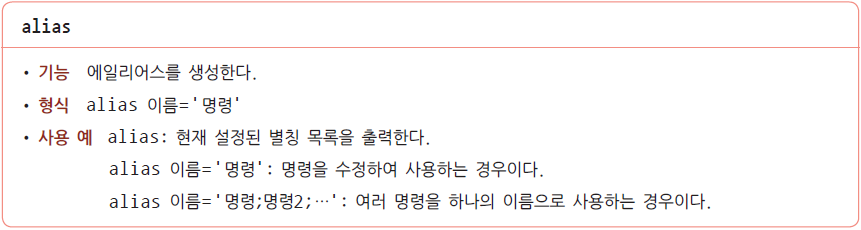 alias
• 기능 에일리어스를 생성한다.
• 형식 alias 이름='명령'
• 사용 예 alias: 현재 설정된 별칭 목록을 출력한다.
alias 이름='명령': 명령을 수정하여 사용하는 경우이다.
alias 이름='명령;명령2;…': 여러 명령을 하나의 이름으로 사용하는 경우이다.